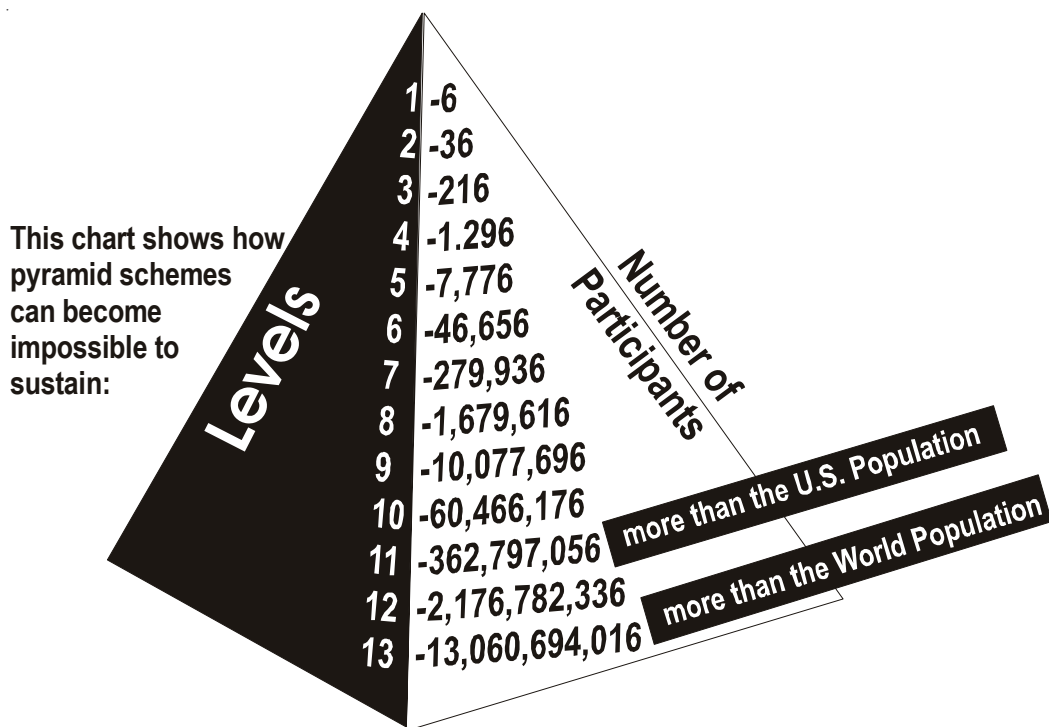 This chart shows how
pyramid schemes
can become
impossible to
sustain:
Levels
Number of
Participants
1 -6
2 -36
3 -216
4 -1.296
5 -7,776
6 -46,656
7 -279,936
8 -1,679,616
9 -10,077,696
10 -60,466,176
11 -362,797,056 more than the U.S. Population
12 -2,176,782,336
13 -13,060,694,016 more than the World Population